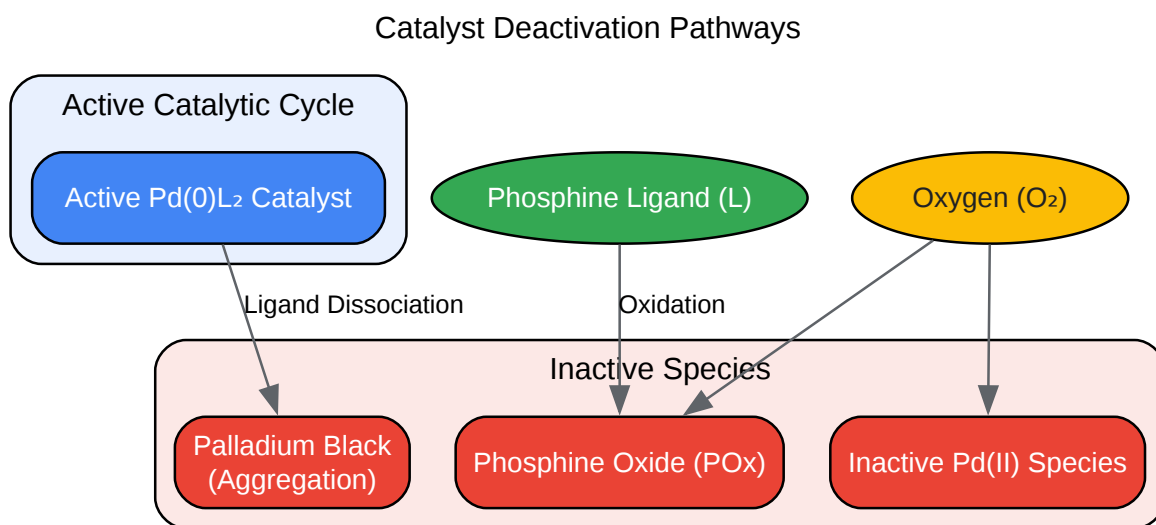 Catalyst Deactivation Pathways
Active Catalytic Cycle
Active Pd(0)L₂ Catalyst
Phosphine Ligand (L)
Oxygen (O₂)
Ligand Dissociation
Oxidation
Inactive Species
Palladium Black
(Aggregation)
Phosphine Oxide (POx)
Inactive Pd(II) Species